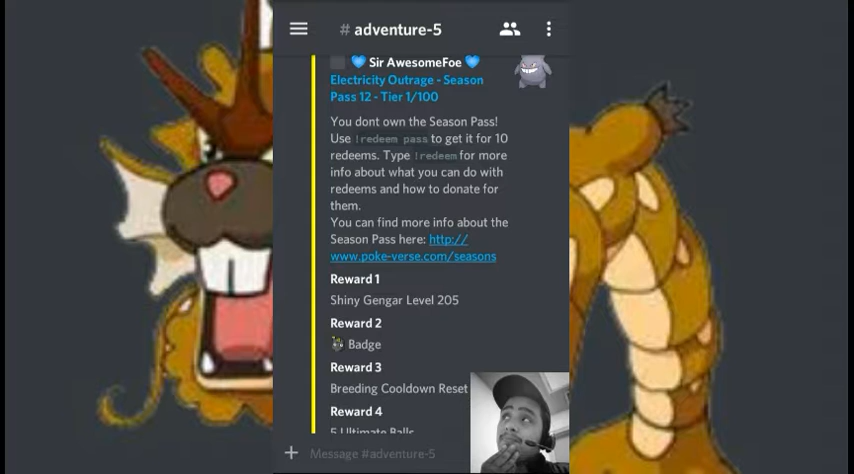 # adventure-5
💙 Sir AwesomeFoe 💙
Electricity Outrage - Season
Pass 12 - Tier 1/100
You dont own the Season Pass!
Use !redeem pass to get it for 10
redeems. Type !redeem for more
info about what you can do with
redeems and how to donate for
them.
You can find more info about the
Season Pass here: http://
www.poke-verse.com/seasons
Reward 1
Shiny Gengar Level 205
Reward 2
Badge
Reward 3
Breeding Cooldown Reset
Reward 4
5 Ultimate Balls
Message #adventure-5